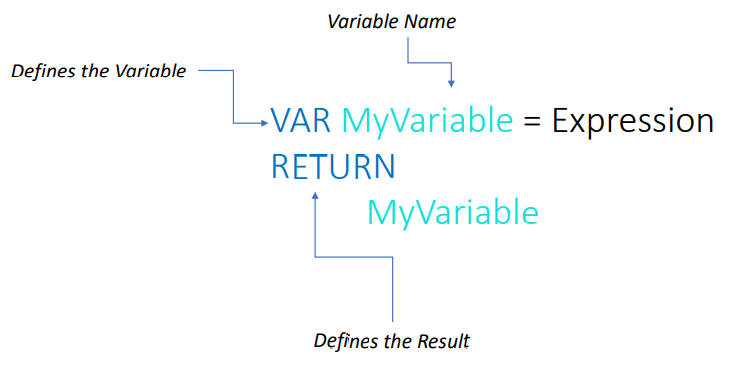 Variable Name
Defines the Variable
VAR MyVariable = Expression
RETURN
MyVariable
Defines the Result